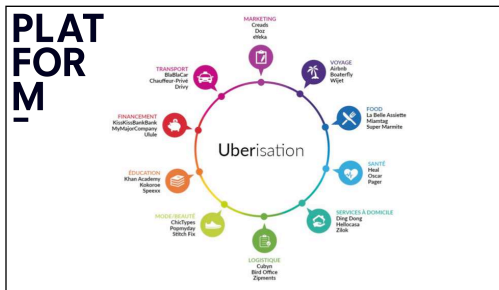 PLAT
FOR
M
MARKETING
Creads
Doz
eYeka
VOYAGE
Airbnb
Boaterfly
Wijet
FOOD
La Belle Assiette
Miamtag
Super Marmite
SANTÉ
Heal
Oscar
Pager
SERVICES À DOMICILE
Ding Dong
Hellocasa
Zilok
LOGISTIQUE
Cubyn
Bird Office
Zipments
MODE/BEAUTÉ
ChicTypes
Popmyday
Stitch Fix
ÉDUCATION
Khan Academy
Kokoroe
Speexx
FINANCEMENT
KissKissBankBank
MyMajorCompany
Ulule
TRANSPORT
BlaBlaCar
Chauffeur-Privé
Drivy
Uberisation